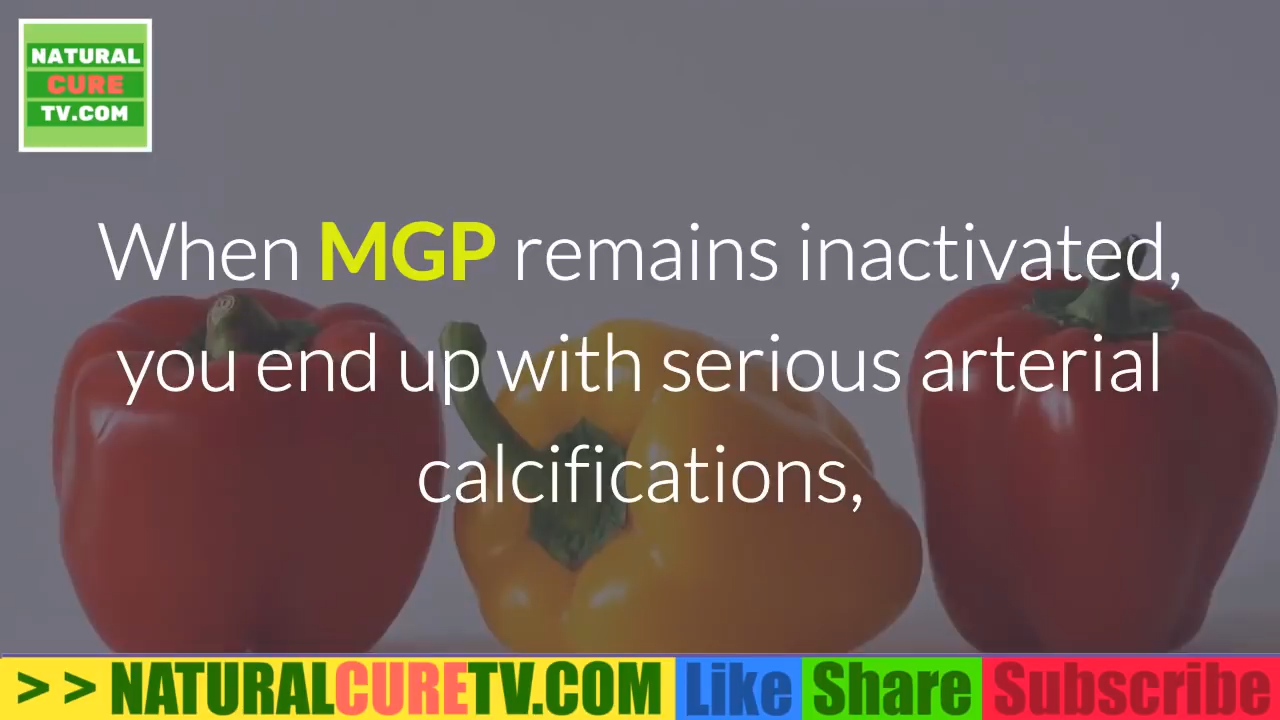 NATURAL
CURE
TV.COM
When MGP remains inactivated,
you end up with serious arterial
calcifications,
>> NATURALCURETV.COM Like Share Subscribe